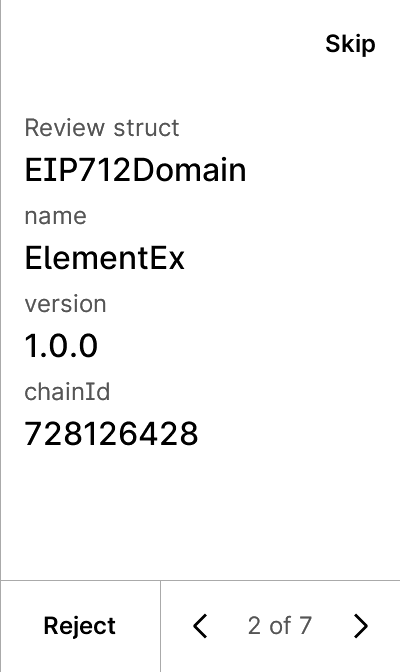 Skip
Review struct
EIP712Domain
name
ElementEx
version
1.0.0
chainId
728126428
Reject
2 of 7